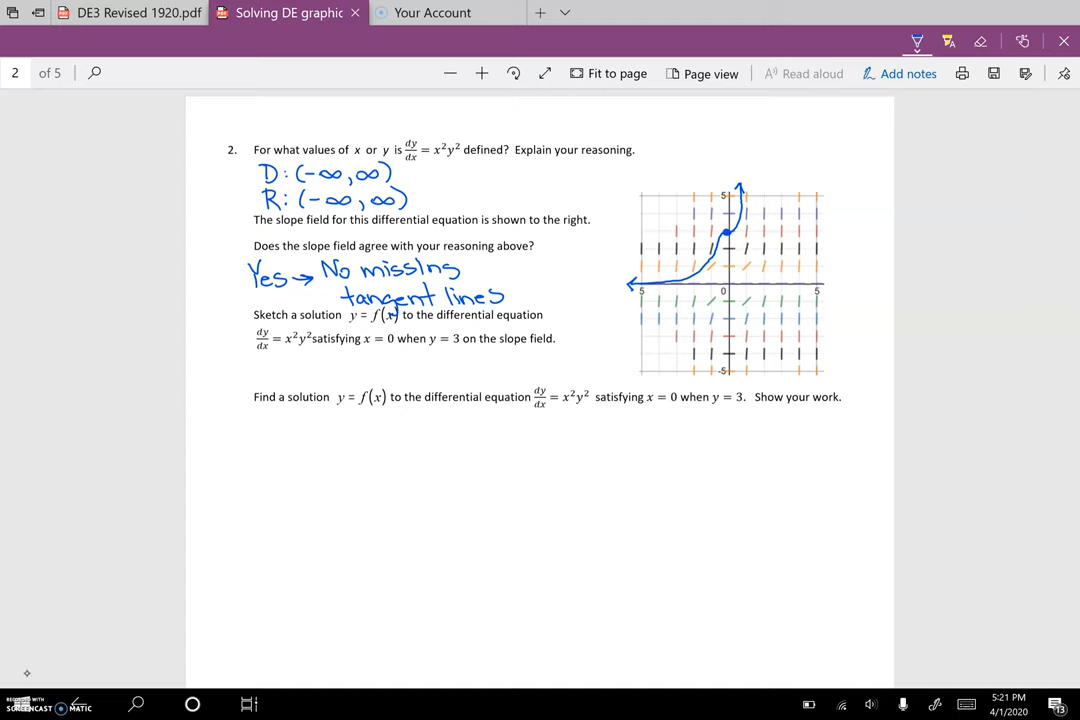 DE3 Revised 1920.pdf
Solving DE graphic
Your Account
2 of 5
Fit to page
Page view
Read aloud
Add notes
2. For what values of x or y is dy/dx = x²y² defined? Explain your reasoning.
D: (-∞, ∞)
R: (-∞, ∞)
The slope field for this differential equation is shown to the right.
Does the slope field agree with your reasoning above?
Yes → No missing
tangent lines
Sketch a solution y = f(x) to the differential equation
dy/dx = x²y² satisfying x = 0 when y = 3 on the slope field.
5
5 0 5
-5
Find a solution y = f(x) to the differential equation dy/dx = x²y² satisfying x = 0 when y = 3. Show your work.
RECORDED WITH
SCREENCAST MATIC
5:21 PM
4/1/2020
13